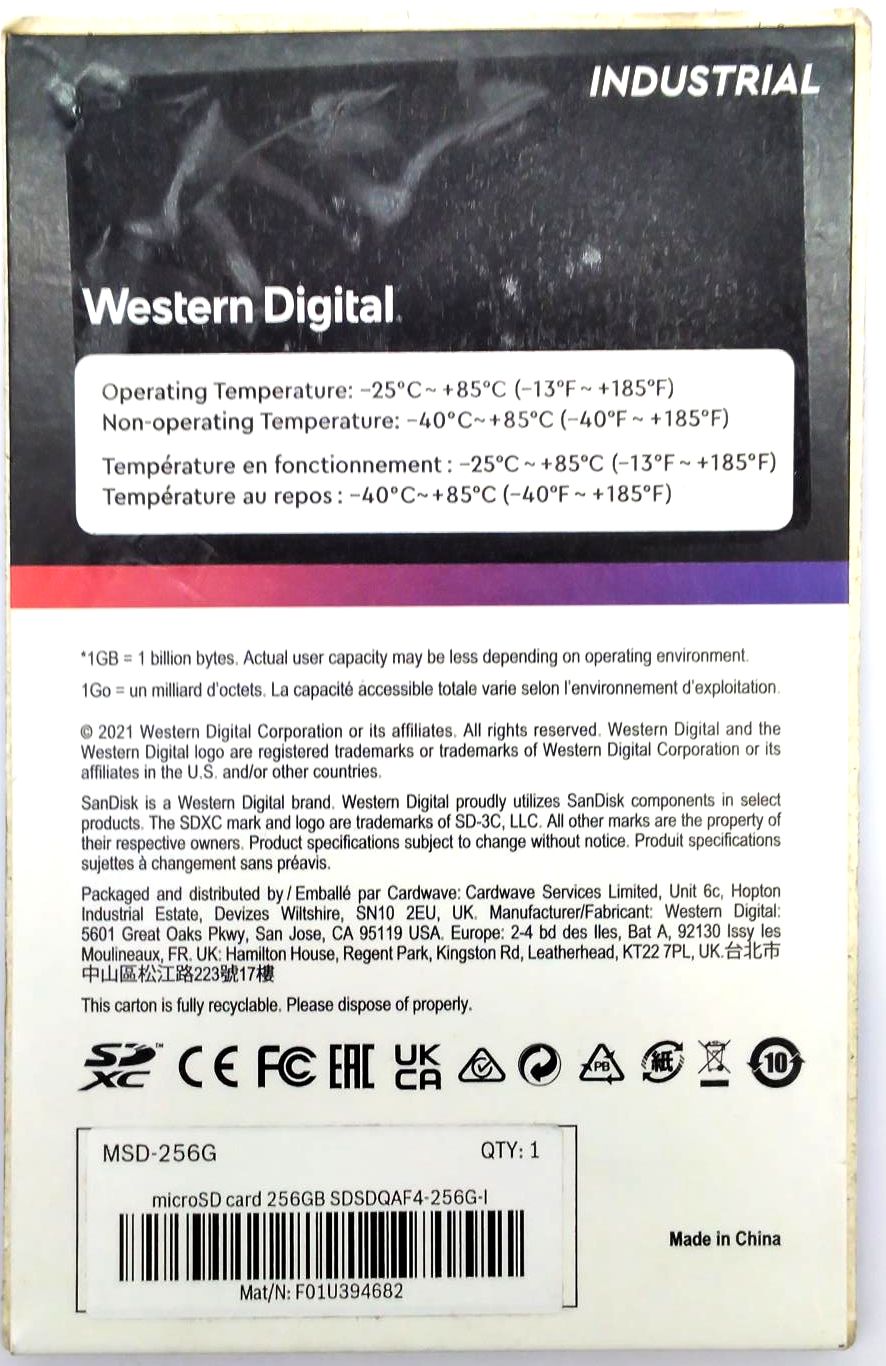 INDUSTRIAL
Western Digital
Operating Temperature: –25°C~ +85°C (–13°F~ +185°F)
Non-operating Temperature: –40°C~+85°C (–40°F ~ +185°F)
Température en fonctionnement : –25°C ~ +85°C (–13°F~ +185°F)
Température au repos : –40°C~+85°C (–40°F ~ +185°F)
*1GB = 1 billion bytes. Actual user capacity may be less depending on operating environment.
1Go = un milliard d'octets. La capacité accessible totale varie selon l'environnement d'exploitation.
© 2021 Western Digital Corporation or its affiliates. All rights reserved. Western Digital and the
Western Digital logo are registered trademarks or trademarks of Western Digital Corporation or its
affiliates in the U.S. and/or other countries.
SanDisk is a Western Digital brand. Western Digital proudly utilizes SanDisk components in select
products. The SDXC mark and logo are trademarks of SD-3C, LLC. All other marks are the property of
their respective owners. Product specifications subject to change without notice. Produit specifications
sujettes à changement sans préavis.
Packaged and distributed by / Emballé par Cardwave: Cardwave Services Limited, Unit 6c, Hopton
Industrial Estate, Devizes Wiltshire, SN10 2EU, UK. Manufacturer/Fabricant: Western Digital:
5601 Great Oaks Pkwy, San Jose, CA 95119 USA. Europe: 2-4 bd des Iles, Bat A, 92130 Issy les
Moulineaux, FR. UK: Hamilton House, Regent Park, Kingston Rd, Leatherhead, KT22 7PL, UK.台北市
中山區松江路223號17樓
This carton is fully recyclable. Please dispose of properly.
SD XC™ CE FC EAC UK CA PB 紙 10
MSD-256G QTY: 1
microSD card 256GB SDSDQAF4-256G-I
Mat/N: F01U394682
Made in China